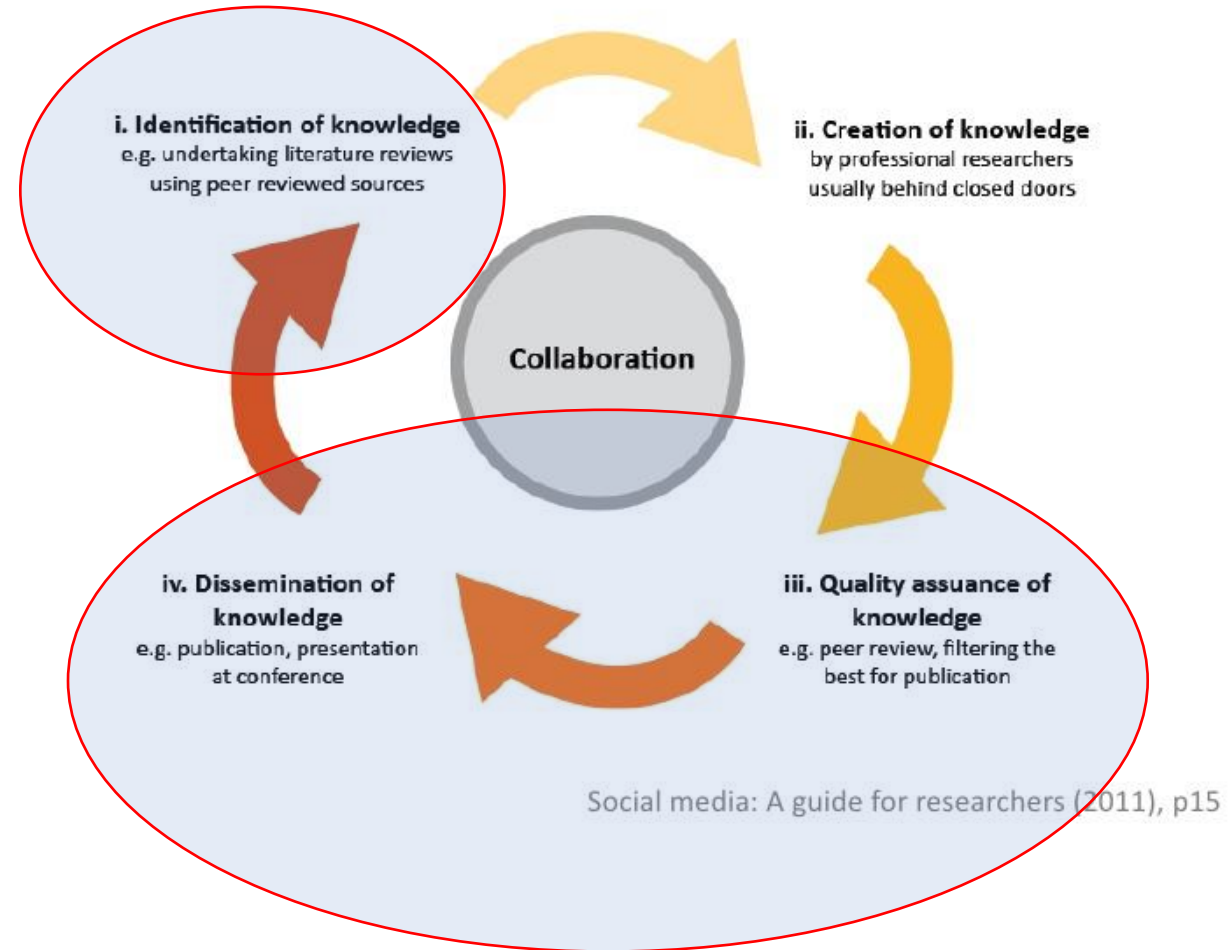 i. Identification of knowledge
e.g. undertaking literature reviews
using peer reviewed sources
ii. Creation of knowledge
by professional researchers
usually behind closed doors
Collaboration
iii. Quality assuance of
knowledge
e.g. peer review, filtering the
best for publication
iv. Dissemination of
knowledge
e.g. publication, presentation
at conference
Social media: A guide for researchers (2011), p15